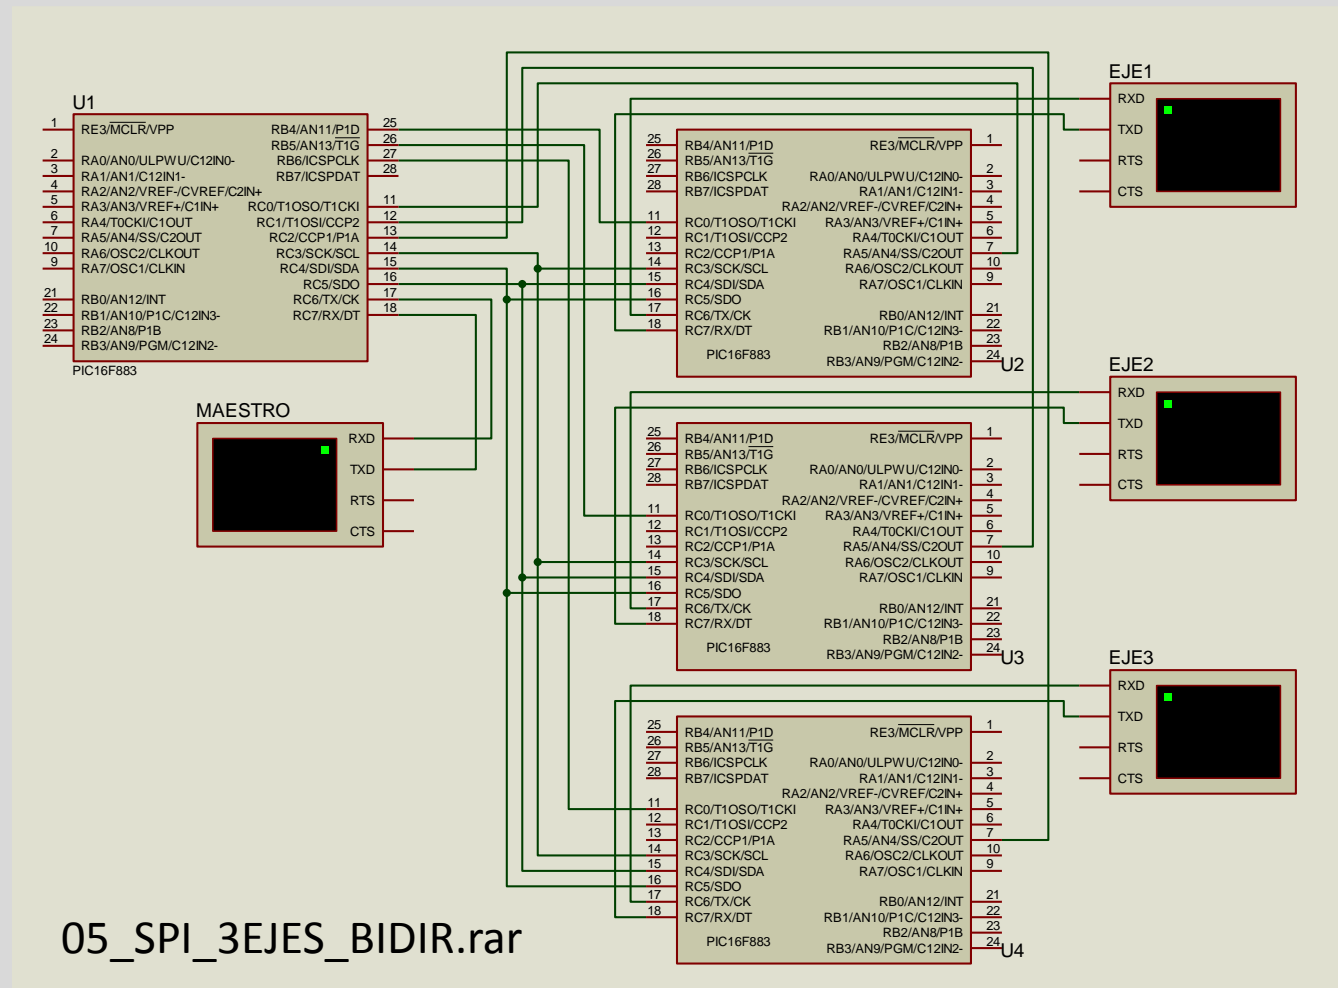 U1
1 RE3/MCLR/VPP RB4/AN11/P1D 25
RB5/AN13/T1G 26
2 RA0/AN0/ULPWU/C12IN0- RB6/ICSPCLK 27
3 RA1/AN1/C12IN1- RB7/ICSPDAT 28
4 RA2/AN2/VREF-/CVREF/C2IN+
5 RA3/AN3/VREF+/C1IN+ RC0/T1OSO/T1CKI 11
6 RA4/T0CKI/C1OUT RC1/T1OSI/CCP2 12
7 RA5/AN4/SS/C2OUT RC2/CCP1/P1A 13
10 RA6/OSC2/CLKOUT RC3/SCK/SCL 14
9 RA7/OSC1/CLKIN RC4/SDI/SDA 15
RC5/SDO 16
21 RB0/AN12/INT RC6/TX/CK 17
22 RB1/AN10/P1C/C12IN3- RC7/RX/DT 18
23 RB2/AN8/P1B
24 RB3/AN9/PGM/C12IN2-
PIC16F883
MAESTRO
RXD
TXD
RTS
CTS
25 RB4/AN11/P1D RE3/MCLR/VPP 1
26 RB5/AN13/T1G
27 RB6/ICSPCLK RA0/AN0/ULPWU/C12IN0- 2
28 RB7/ICSPDAT RA1/AN1/C12IN1- 3
RA2/AN2/VREF-/CVREF/C2IN+ 4
11 RC0/T1OSO/T1CKI RA3/AN3/VREF+/C1IN+ 5
12 RC1/T1OSI/CCP2 RA4/T0CKI/C1OUT 6
13 RC2/CCP1/P1A RA5/AN4/SS/C2OUT 7
14 RC3/SCK/SCL RA6/OSC2/CLKOUT 10
15 RC4/SDI/SDA RA7/OSC1/CLKIN 9
16 RC5/SDO
17 RC6/TX/CK RB0/AN12/INT 21
18 RC7/RX/DT RB1/AN10/P1C/C12IN3- 22
RB2/AN8/P1B 23
PIC16F883 RB3/AN9/PGM/C12IN2- 24
U2
EJE1
RXD
TXD
RTS
CTS
25 RB4/AN11/P1D RE3/MCLR/VPP 1
26 RB5/AN13/T1G
27 RB6/ICSPCLK RA0/AN0/ULPWU/C12IN0- 2
28 RB7/ICSPDAT RA1/AN1/C12IN1- 3
RA2/AN2/VREF-/CVREF/C2IN+ 4
11 RC0/T1OSO/T1CKI RA3/AN3/VREF+/C1IN+ 5
12 RC1/T1OSI/CCP2 RA4/T0CKI/C1OUT 6
13 RC2/CCP1/P1A RA5/AN4/SS/C2OUT 7
14 RC3/SCK/SCL RA6/OSC2/CLKOUT 10
15 RC4/SDI/SDA RA7/OSC1/CLKIN 9
16 RC5/SDO
17 RC6/TX/CK RB0/AN12/INT 21
18 RC7/RX/DT RB1/AN10/P1C/C12IN3- 22
RB2/AN8/P1B 23
PIC16F883 RB3/AN9/PGM/C12IN2- 24
U3
EJE2
RXD
TXD
RTS
CTS
25 RB4/AN11/P1D RE3/MCLR/VPP 1
26 RB5/AN13/T1G
27 RB6/ICSPCLK RA0/AN0/ULPWU/C12IN0- 2
28 RB7/ICSPDAT RA1/AN1/C12IN1- 3
RA2/AN2/VREF-/CVREF/C2IN+ 4
11 RC0/T1OSO/T1CKI RA3/AN3/VREF+/C1IN+ 5
12 RC1/T1OSI/CCP2 RA4/T0CKI/C1OUT 6
13 RC2/CCP1/P1A RA5/AN4/SS/C2OUT 7
14 RC3/SCK/SCL RA6/OSC2/CLKOUT 10
15 RC4/SDI/SDA RA7/OSC1/CLKIN 9
16 RC5/SDO
17 RC6/TX/CK RB0/AN12/INT 21
18 RC7/RX/DT RB1/AN10/P1C/C12IN3- 22
RB2/AN8/P1B 23
PIC16F883 RB3/AN9/PGM/C12IN2- 24
U4
EJE3
RXD
TXD
RTS
CTS
05_SPI_3EJES_BIDIR.rar